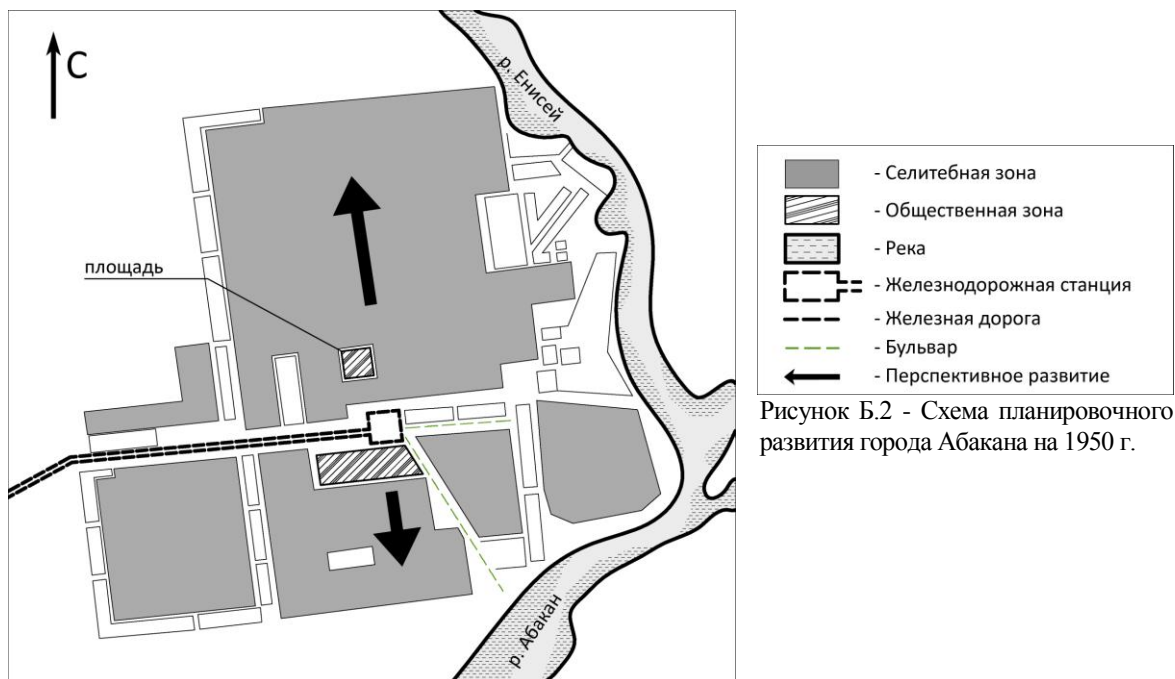 С
р. Енисей
площадь
р. Абакан
- Селитебная зона
- Общественная зона
- Река
- Железнодорожная станция
- Железная дорога
- Бульвар
- Перспективное развитие
Рисунок Б.2 - Схема планировочного
развития города Абакана на 1950 г.